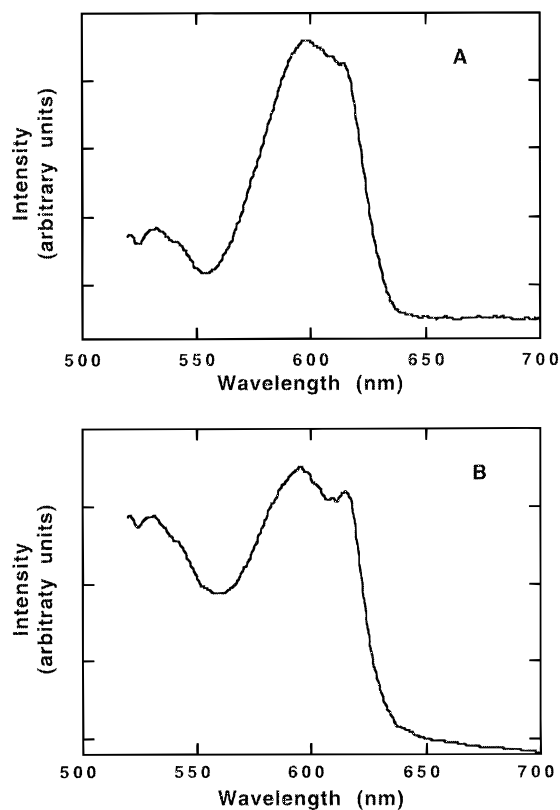 A
Intensity
(arbitrary units)
500 550 600 650 700
Wavelength (nm)
B
Intensity
(arbitraty units)
500 550 600 650 700
Wavelength (nm)